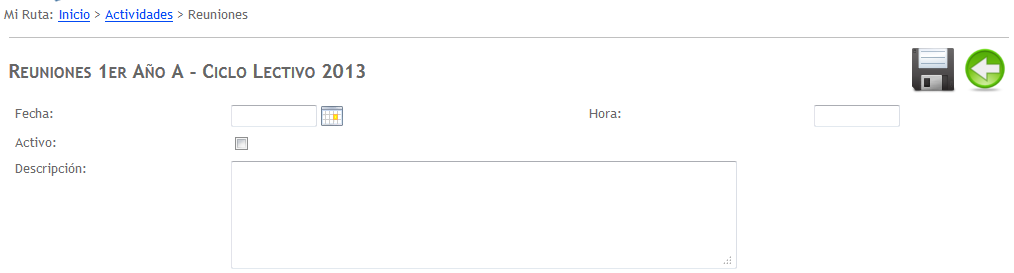 Mi Ruta: Inicio > Actividades > Reuniones
Reuniones 1er Año A - Ciclo Lectivo 2013
Fecha: Hora:
Activo:
Descripción: